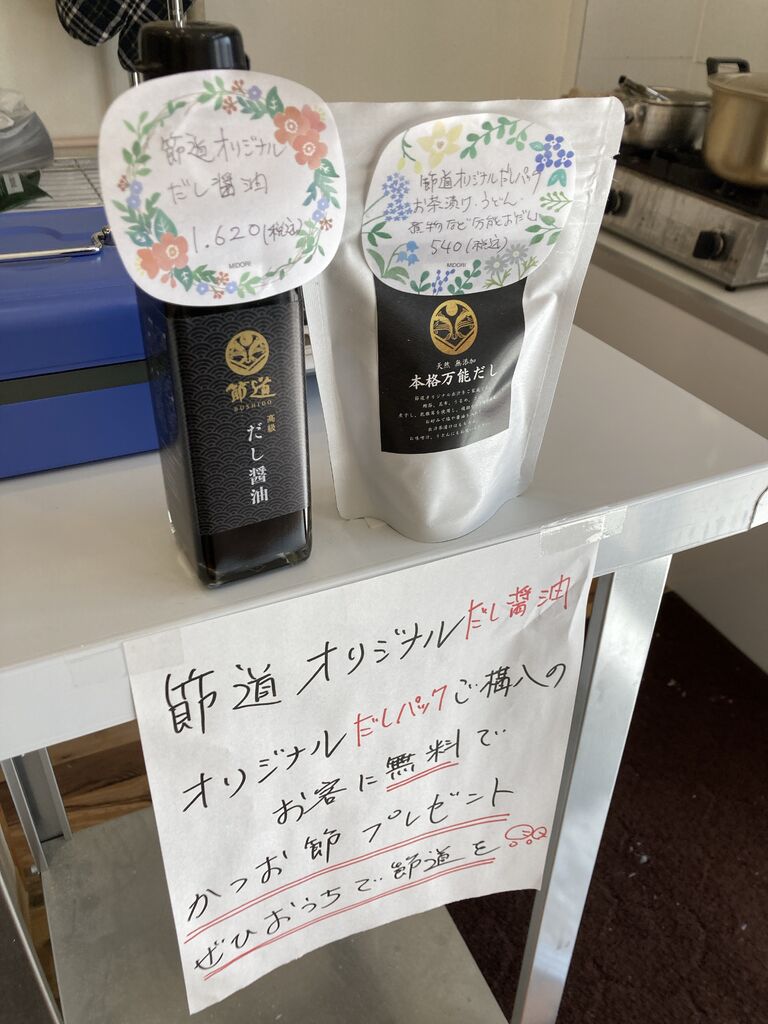 節道オリジナル
だし醤油
1.620(税込)
MIDORI
節道オリジナルだしパック
お茶漬け・うどん
煮物など万能おだし
540(税込)
MIDORI
節道
BUSHIDO
高級
だし醤油
天然 無添加
本格万能だし
節道オリジナルだし醤油
オリジナルだしパックご構入の
お客に無料で
かつお節プレゼント
ぜひおうちで節道を